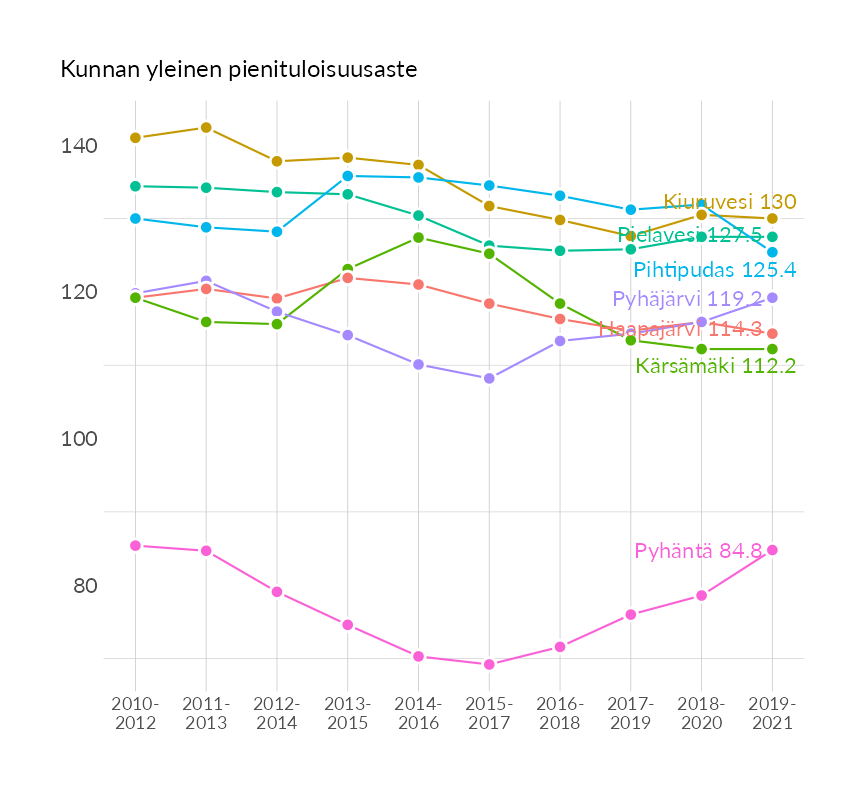 Kunnan yleinen pienituloisuusaste
140
120
100
80
Kiuruvesi 130
Pielavesi 127.5
Pihtipudas 125.4
Pyhäjärvi 119.2
Haapajärvi 114.3
Kärsämäki 112.2
Pyhäntä 84.8
2010- 2011- 2012- 2013- 2014- 2015- 2016- 2017- 2018- 2019-
2012 2013 2014 2015 2016 2017 2018 2019 2020 2021